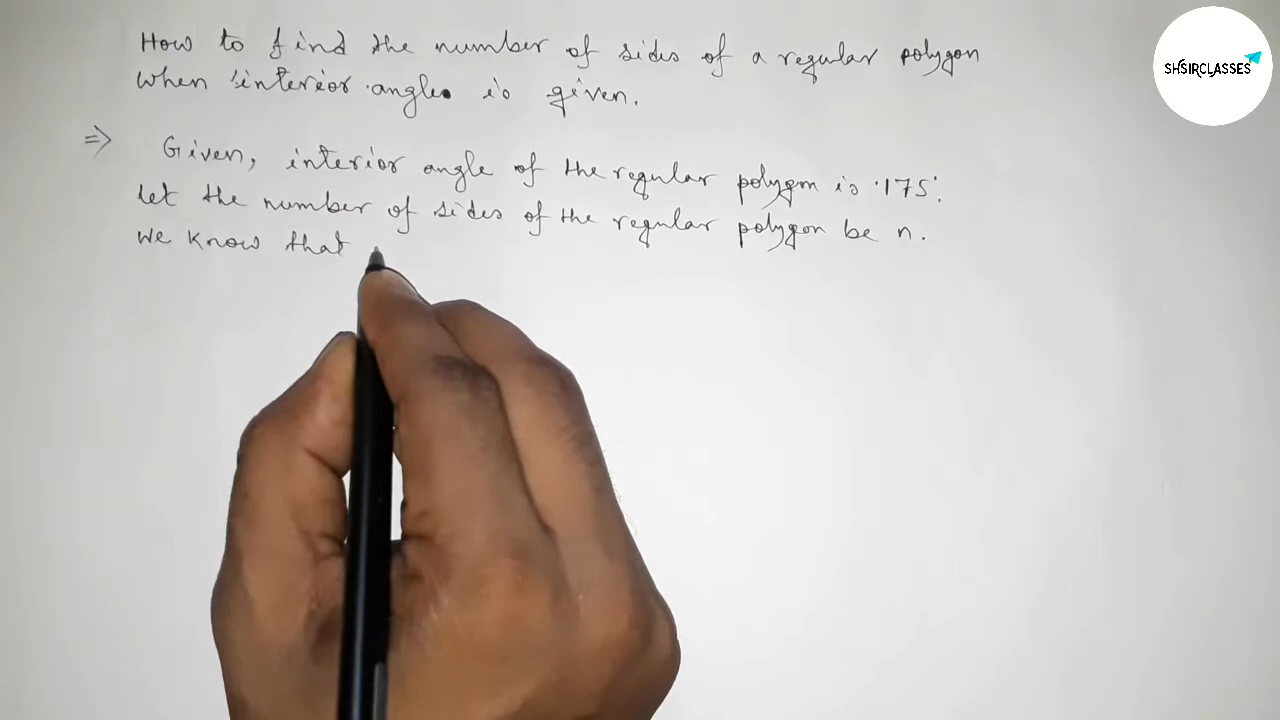 How to find the number of sides of a regular polygon
when interior angle is given.
⇒ Given, interior angle of the regular polygon is 175°.
let the number of sides of the regular polygon be n.
we know that
SHSIRCLASSES